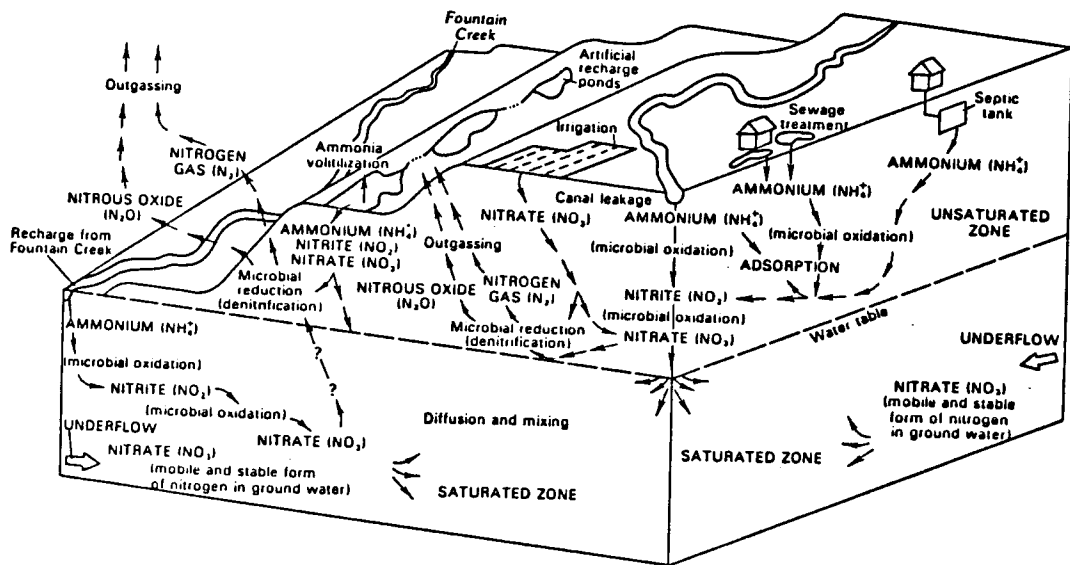 Fountain
Creek
Artificial
recharge
ponds
Outgassing
Septic
tank
Sewage
treatment
Irrigation
NITROGEN
GAS (N₂)
Ammonia
volitilization
AMMONIUM (NH₄⁺)
AMMONIUM (NH₄⁺)
NITROUS OXIDE
(N₂O)
Canal leakage
NITRATE (NO₃)
AMMONIUM (NH₄⁺)
UNSATURATED
ZONE
Recharge from
Fountain Creek
AMMONIUM (NH₄⁺)
NITRITE (NO₂)
NITRATE (NO₃)
Outgassing
(microbial oxidation)
(microbial oxidation)
ADSORPTION
Microbial
reduction
(denitrification)
NITROUS OXIDE
(N₂O)
NITROGEN
GAS (N₂)
NITRITE (NO₂)
(microbial oxidation)
Microbial reduction
(denitrification)
NITRATE (NO₃)
Water table
AMMONIUM (NH₄⁺)
(microbial oxidation)
?
UNDERFLOW
NITRITE (NO₂)
?
(microbial oxidation)
NITRATE (NO₃)
Diffusion and mixing
NITRATE (NO₃)
(mobile and stable
form of nitrogen
in ground water)
UNDERFLOW
NITRATE (NO₃)
(mobile and stable form
of nitrogen in ground water)
SATURATED ZONE
SATURATED ZONE